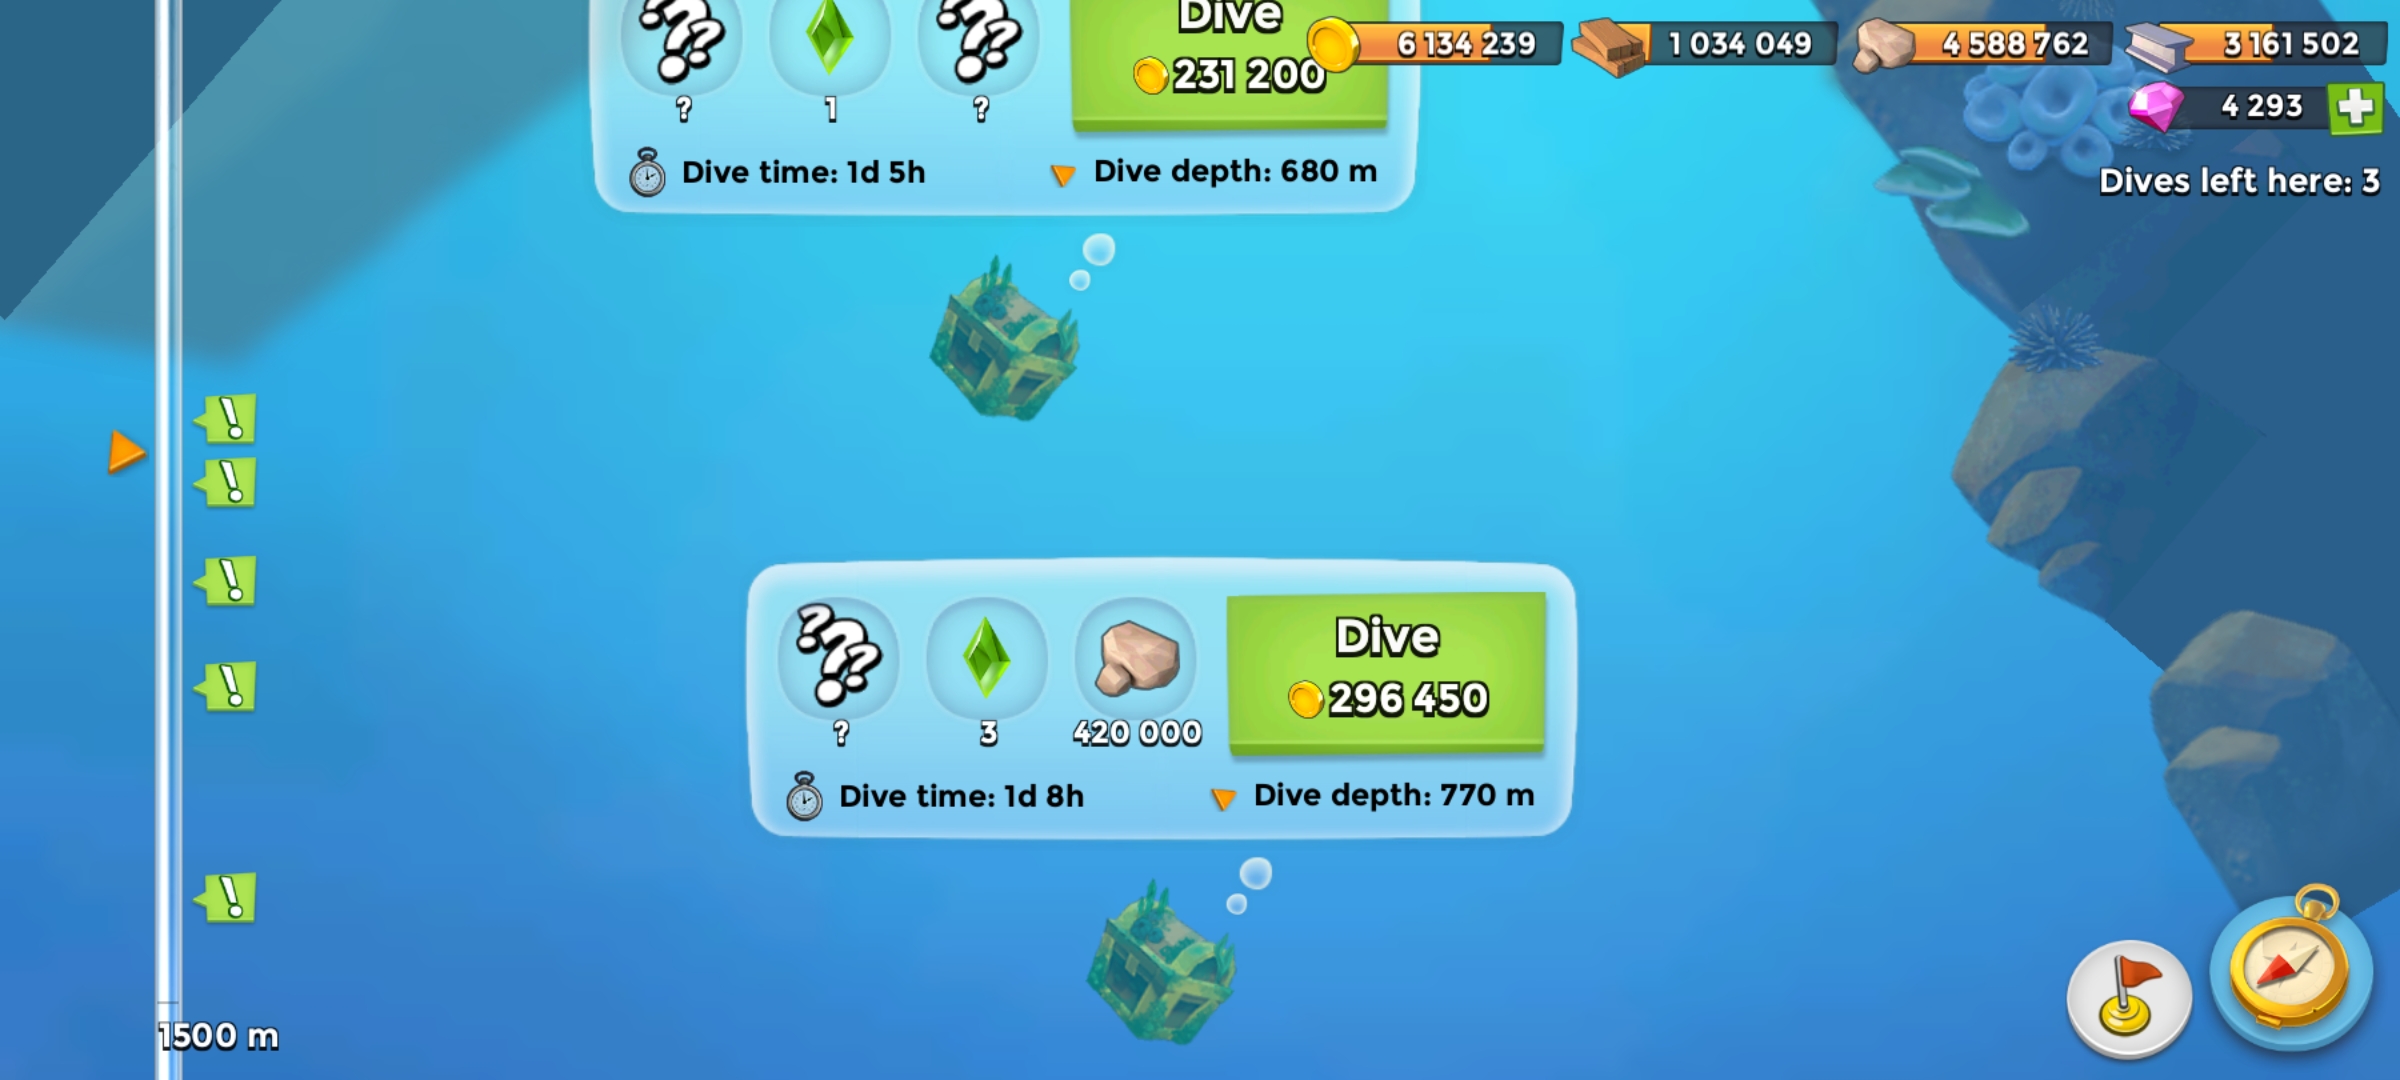 Dive
231 200
? 1 ?
Dive time: 1d 5h
Dive depth: 680 m
6 134 239
1 034 049
4 588 762
3 161 502
4 293
Dives left here: 3
Dive
296 450
? 3 420 000
Dive time: 1d 8h
Dive depth: 770 m
1500 m